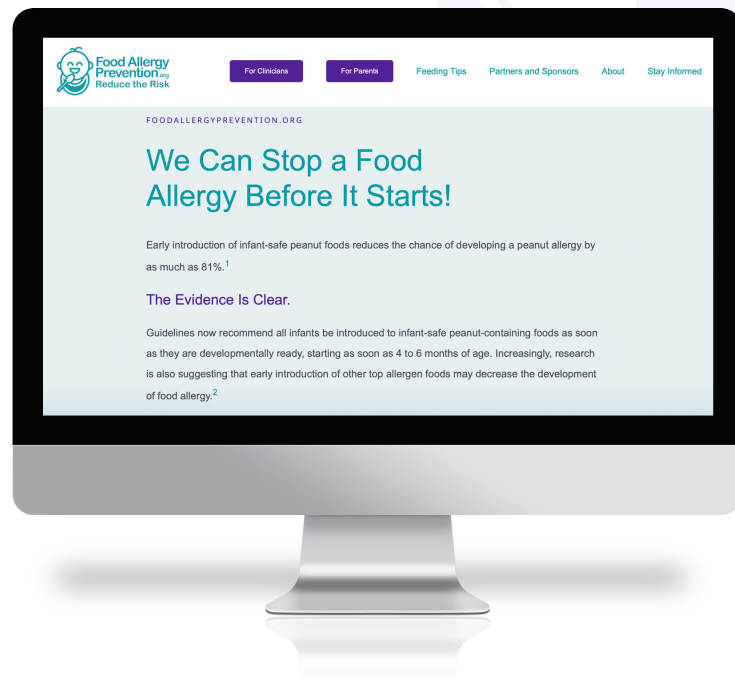 Food Allergy
Prevention.org
Reduce the Risk
For Clinicians
For Parents
Feeding Tips
Partners and Sponsors
About
Stay Informed
FOODALLERGYPREVENTION.ORG
We Can Stop a Food
Allergy Before It Starts!
Early introduction of infant-safe peanut foods reduces the chance of developing a peanut allergy by
as much as 81%.1
The Evidence Is Clear.
Guidelines now recommend all infants be introduced to infant-safe peanut-containing foods as soon
as they are developmentally ready, starting as soon as 4 to 6 months of age. Increasingly, research
is also suggesting that early introduction of other top allergen foods may decrease the development
of food allergy.2